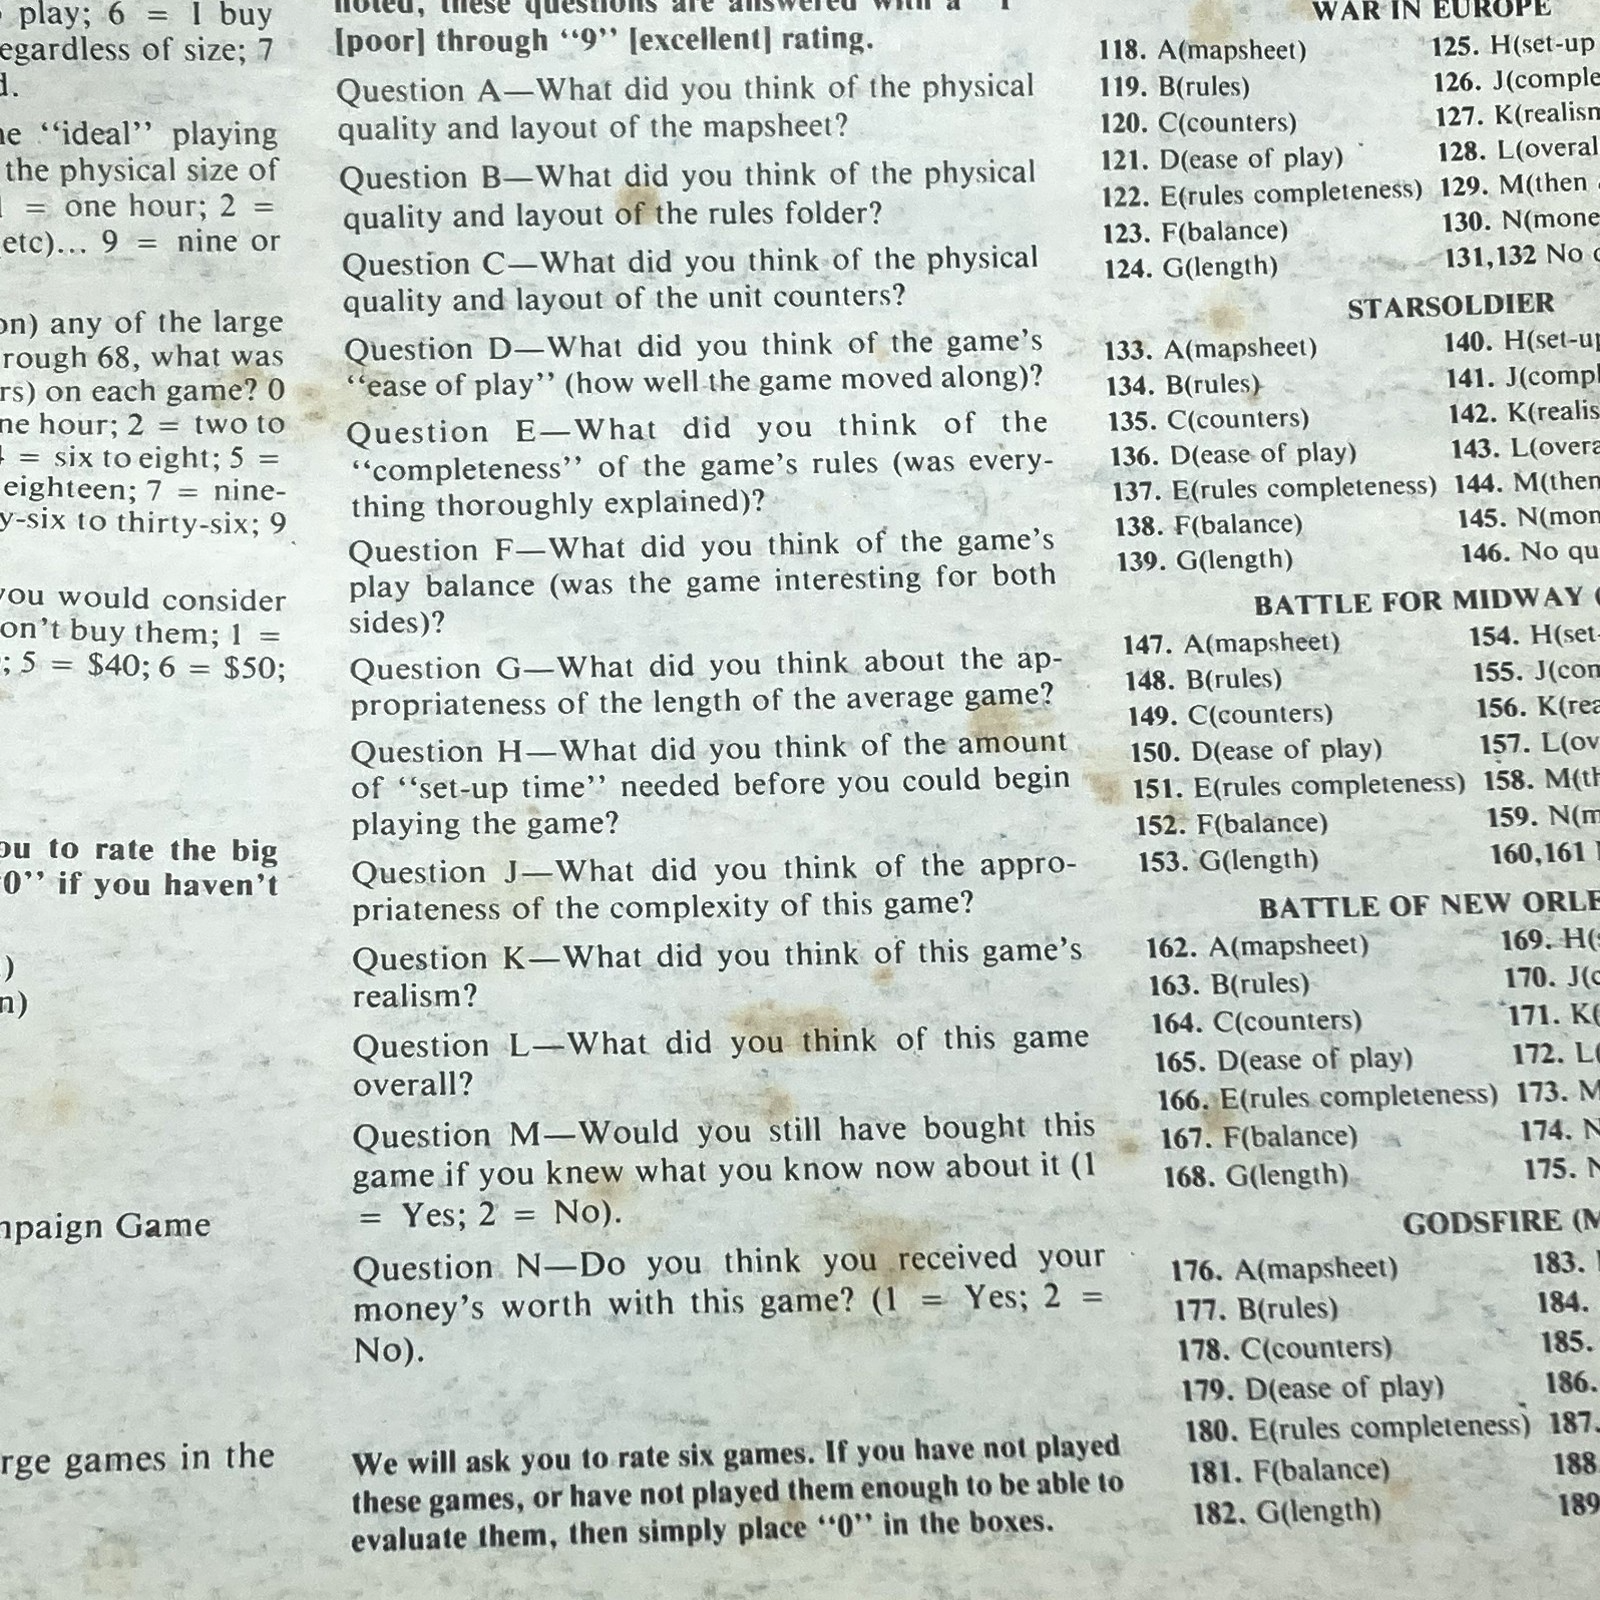 play; 6 = I buy
egardless of size; 7
d.
ne “ideal” playing
the physical size of
= one hour; 2 =
etc)... 9 = nine or
on) any of the large
rough 68, what was
rs) on each game? 0
ne hour; 2 = two to
= six to eight; 5 =
eighteen; 7 = nine-
y-six to thirty-six; 9
you would consider
on’t buy them; 1 =
; 5 = $40; 6 = $50;
ou to rate the big
0” if you haven’t
)
n)
mpaign Game
rge games in the
noted, these questions are answered with a “1”
[poor] through “9” [excellent] rating.
Question A—What did you think of the physical
quality and layout of the mapsheet?
Question B—What did you think of the physical
quality and layout of the rules folder?
Question C—What did you think of the physical
quality and layout of the unit counters?
Question D—What did you think of the game’s
“ease of play” (how well the game moved along)?
Question E—What did you think of the
“completeness” of the game’s rules (was every-
thing thoroughly explained)?
Question F—What did you think of the game’s
play balance (was the game interesting for both
sides)?
Question G—What did you think about the ap-
propriateness of the length of the average game?
Question H—What did you think of the amount
of “set-up time” needed before you could begin
playing the game?
Question J—What did you think of the appro-
priateness of the complexity of this game?
Question K—What did you think of this game’s
realism?
Question L—What did you think of this game
overall?
Question M—Would you still have bought this
game if you knew what you know now about it (1
= Yes; 2 = No).
Question N—Do you think you received your
money’s worth with this game? (1 = Yes; 2 =
No).
We will ask you to rate six games. If you have not played
these games, or have not played them enough to be able to
evaluate them, then simply place “0” in the boxes.
WAR IN EUROPE
118. A(mapsheet)
119. B(rules)
120. C(counters)
121. D(ease of play)
122. E(rules completeness)
123. F(balance)
124. G(length)
125. H(set-up
126. J(comple
127. K(realism
128. L(overal
129. M(then
130. N(mone
131,132 No
STARSOLDIER
133. A(mapsheet)
134. B(rules)
135. C(counters)
136. D(ease of play)
137. E(rules completeness)
138. F(balance)
139. G(length)
140. H(set-up
141. J(compl
142. K(realis
143. L(overa
144. M(then
145. N(mon
146. No qu
BATTLE FOR MIDWAY (
147. A(mapsheet)
148. B(rules)
149. C(counters)
150. D(ease of play)
151. E(rules completeness)
152. F(balance)
153. G(length)
154. H(set-
155. J(com
156. K(rea
157. L(ov
158. M(th
159. N(m
160,161
BATTLE OF NEW ORLE
162. A(mapsheet)
163. B(rules)
164. C(counters)
165. D(ease of play)
166. E(rules completeness)
167. F(balance)
168. G(length)
169. H(
170. J(c
171. K(
172. L(
173. M
174. N
175. N
GODSFIRE (M
176. A(mapsheet)
177. B(rules)
178. C(counters)
179. D(ease of play)
180. E(rules completeness)
181. F(balance)
182. G(length)
183.
184.
185.
186.
187.
188
189